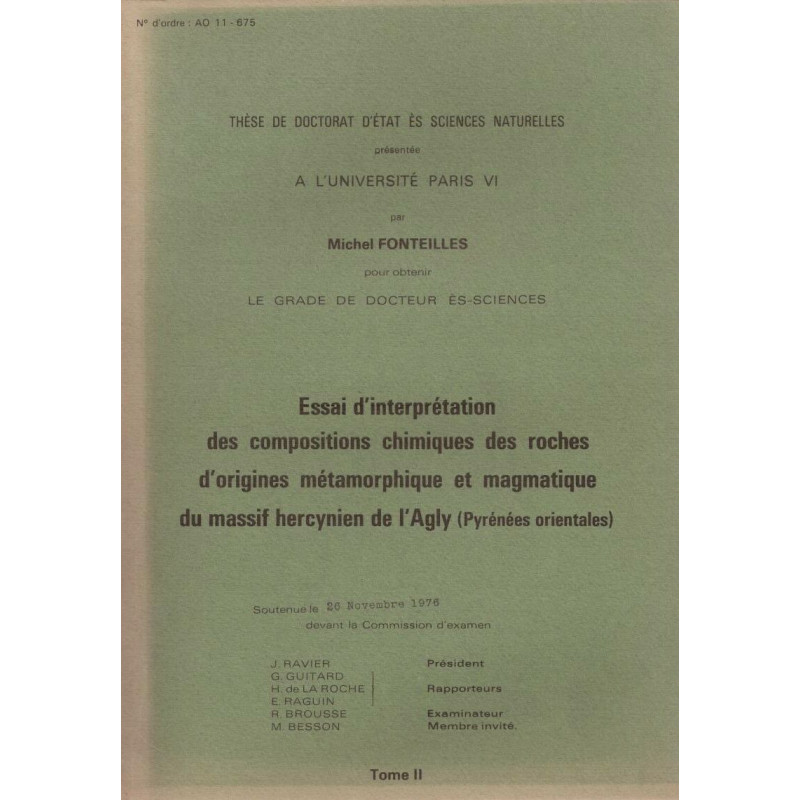 N° d'ordre : AO 11 - 675
THÈSE DE DOCTORAT D'ÉTAT ÈS SCIENCES NATURELLES
présentée
A L'UNIVERSITÉ PARIS VI
par
Michel FONTEILLES
pour obtenir
LE GRADE DE DOCTEUR ÈS-SCIENCES
Essai d'interprétation
des compositions chimiques des roches
d'origines métamorphique et magmatique
du massif hercynien de l'Agly (Pyrénées orientales)
Soutenue le 26 Novembre 1976
devant la Commission d'examen
J. RAVIER Président
G. GUITARD
H. de LA ROCHE Rapporteurs
E. RAGUIN
R. BROUSSE Examinateur
M. BESSON Membre invité.
Tome II